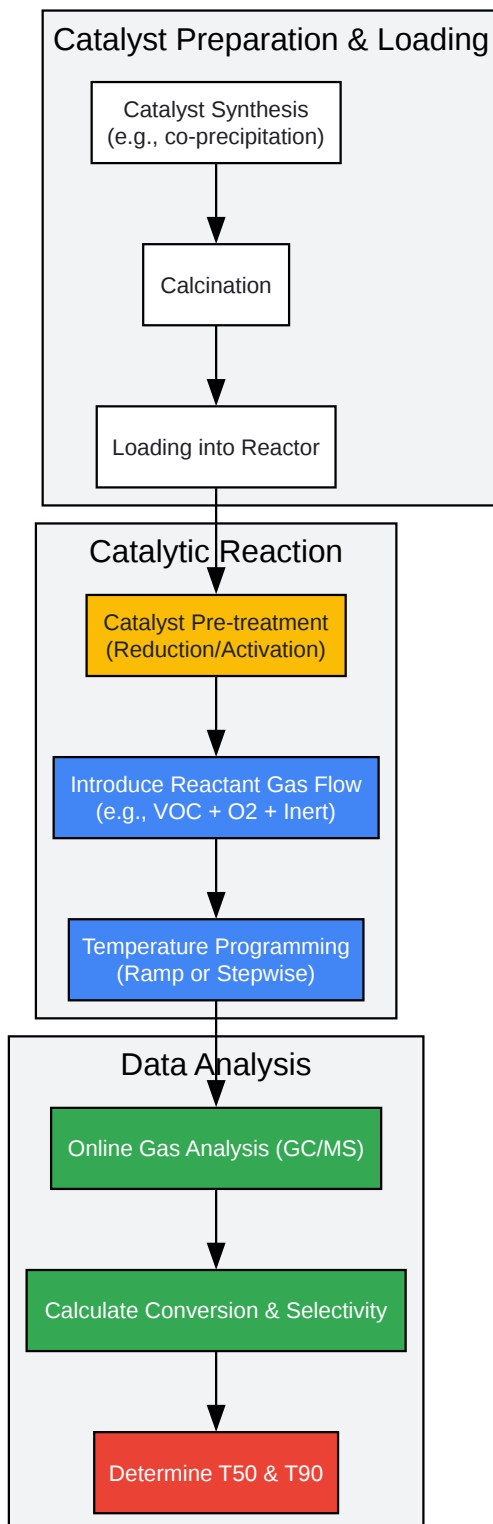 Catalyst Preparation & Loading
Catalyst Synthesis
(e.g., co-precipitation)
Calcination
Loading into Reactor
Catalytic Reaction
Catalyst Pre-treatment
(Reduction/Activation)
Introduce Reactant Gas Flow
(e.g., VOC + O2 + Inert)
Temperature Programming
(Ramp or Stepwise)
Data Analysis
Online Gas Analysis (GC/MS)
Calculate Conversion & Selectivity
Determine T50 & T90